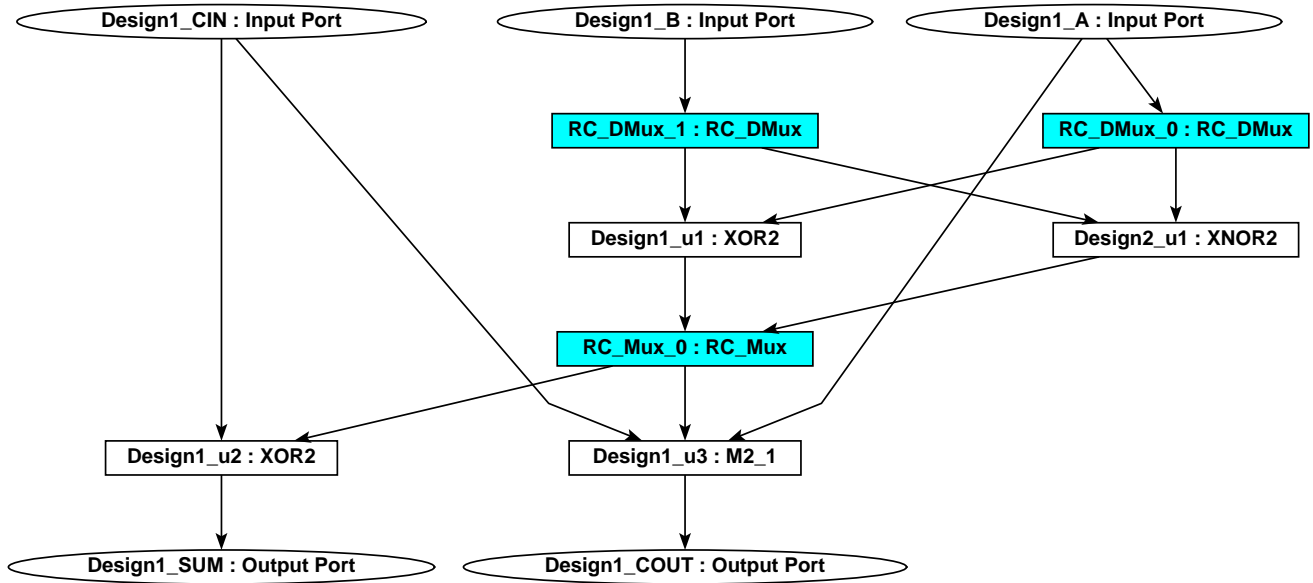 Design1_CIN : Input Port
Design1_B : Input Port
Design1_A : Input Port
RC_DMux_1 : RC_DMux
RC_DMux_0 : RC_DMux
Design1_u1 : XOR2
Design2_u1 : XNOR2
RC_Mux_0 : RC_Mux
Design1_u2 : XOR2
Design1_u3 : M2_1
Design1_SUM : Output Port
Design1_COUT : Output Port